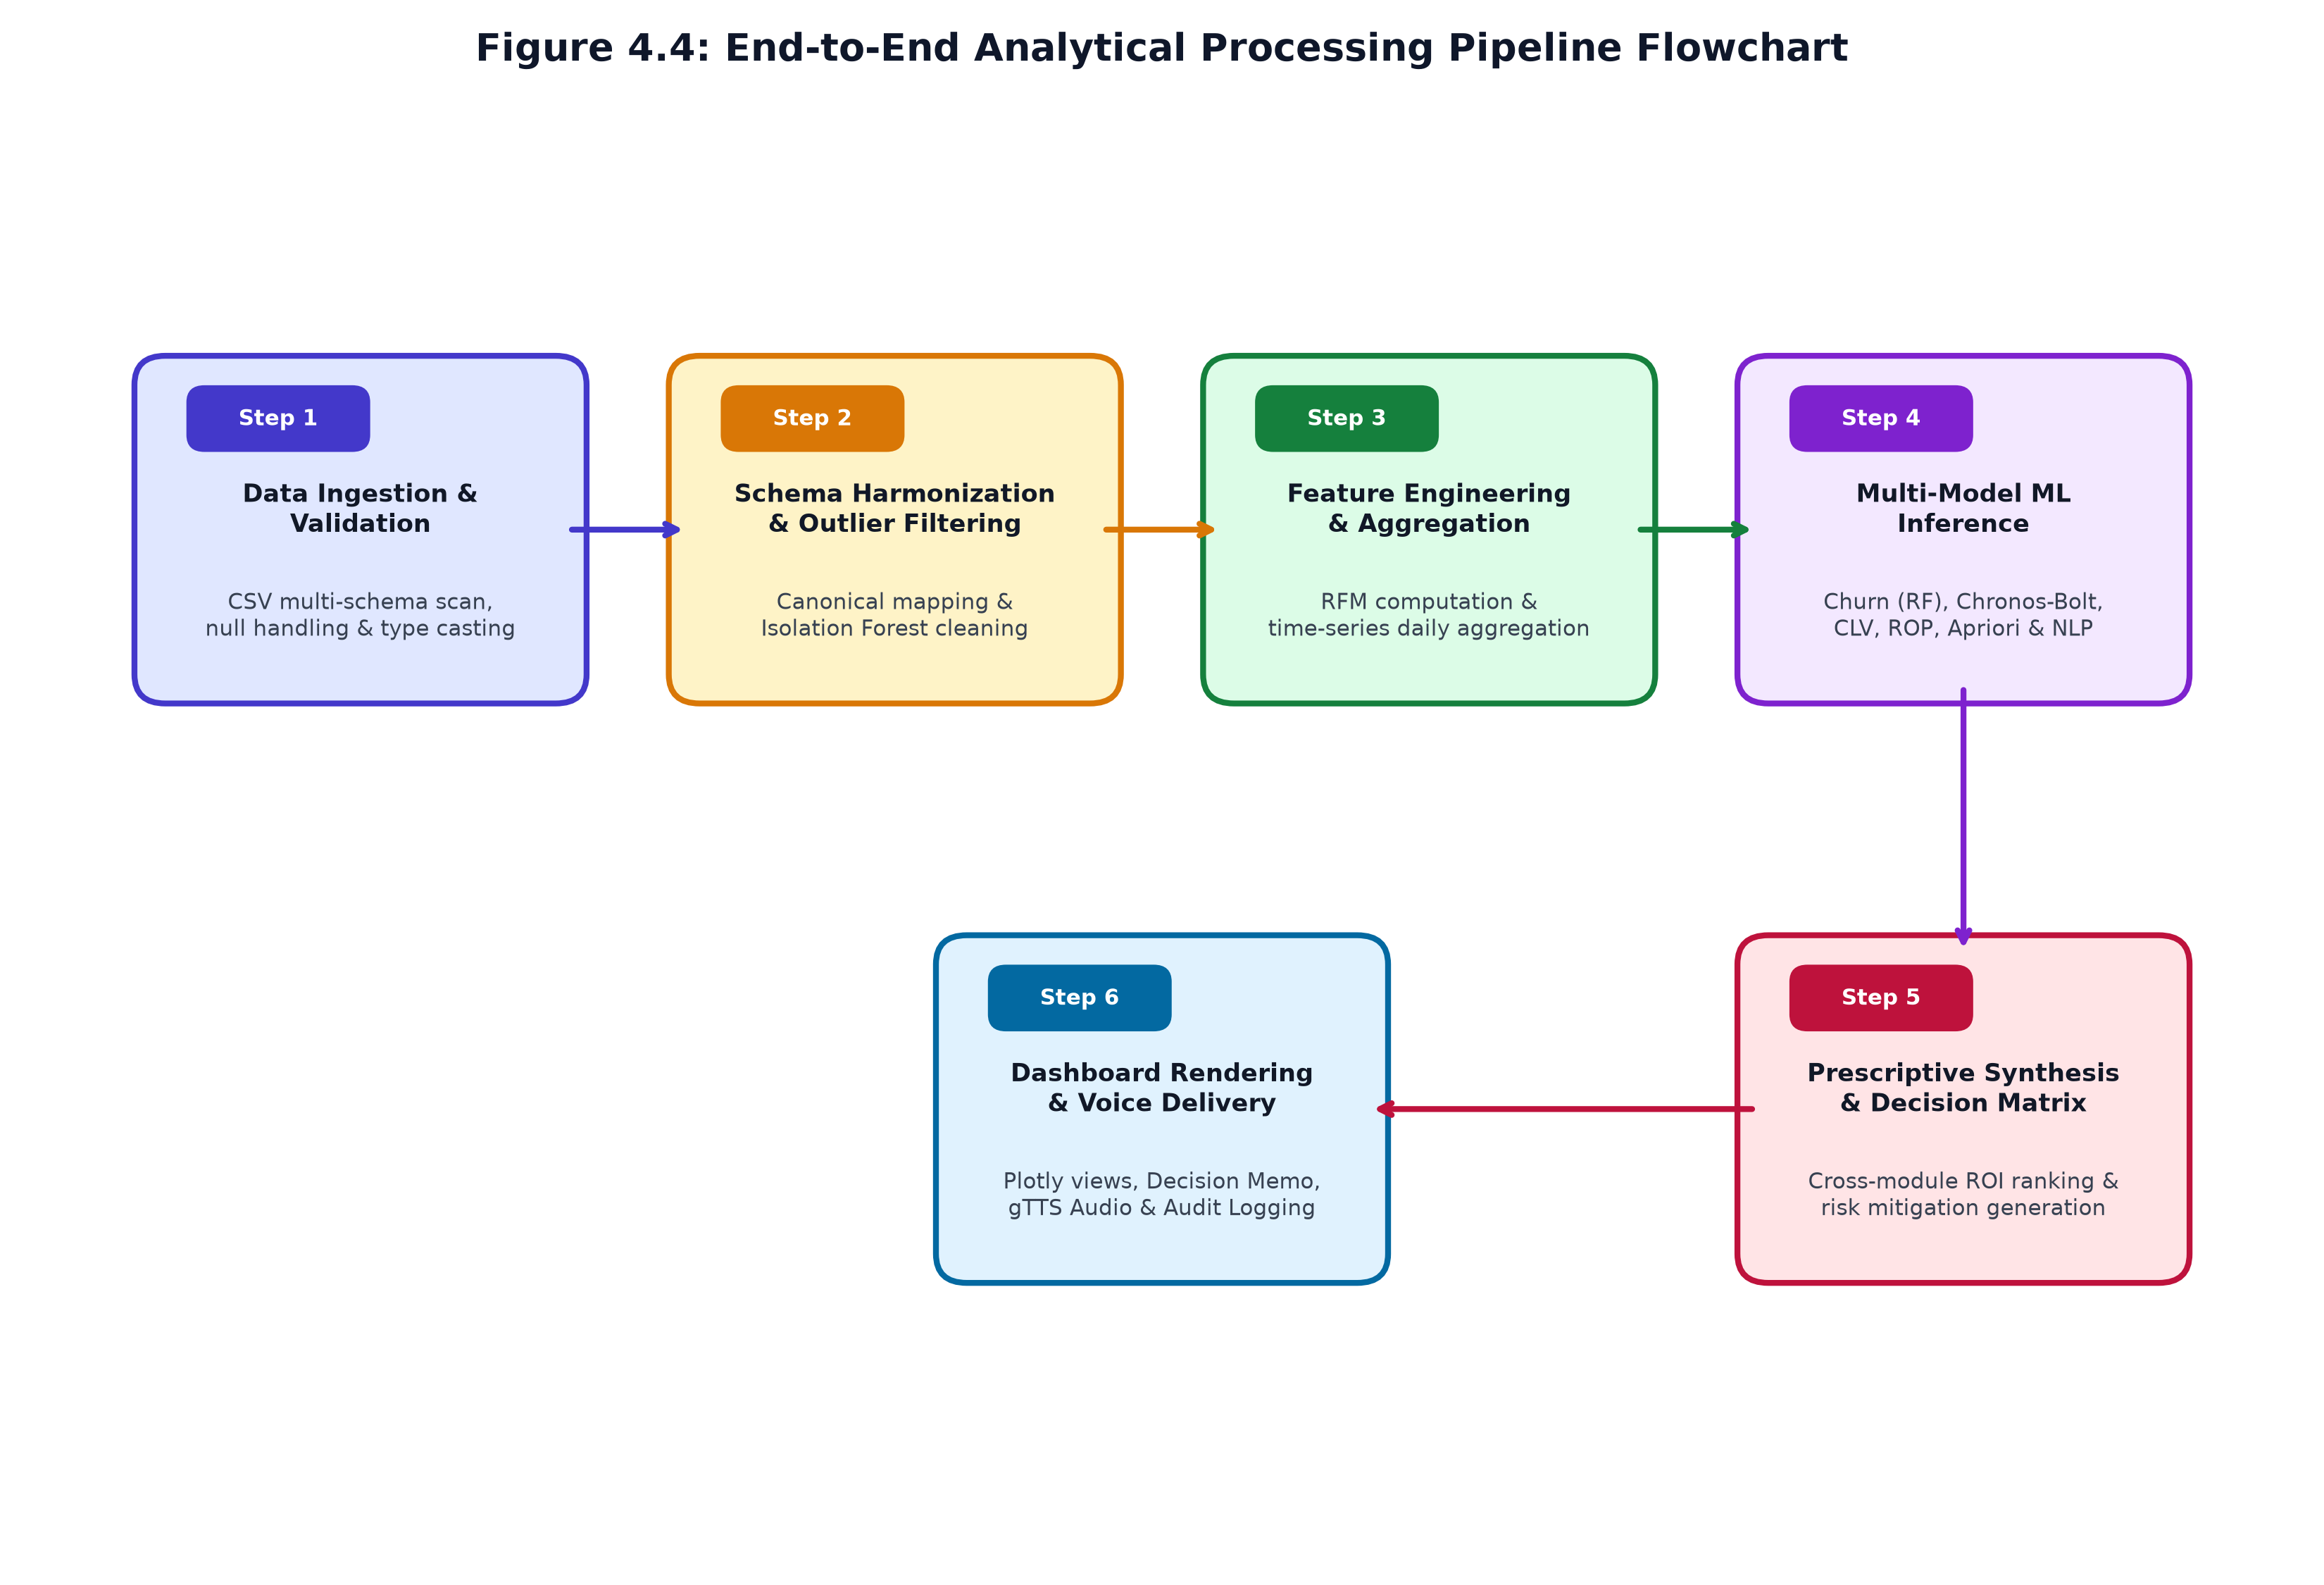 Figure 4.4: End-to-End Analytical Processing Pipeline Flowchart
Step 1
Data Ingestion &
Validation
CSV multi-schema scan,
null handling & type casting
Step 2
Schema Harmonization
& Outlier Filtering
Canonical mapping &
Isolation Forest cleaning
Step 3
Feature Engineering
& Aggregation
RFM computation &
time-series daily aggregation
Step 4
Multi-Model ML
Inference
Churn (RF), Chronos-Bolt,
CLV, ROP, Apriori & NLP
Step 5
Prescriptive Synthesis
& Decision Matrix
Cross-module ROI ranking &
risk mitigation generation
Step 6
Dashboard Rendering
& Voice Delivery
Plotly views, Decision Memo,
gTTS Audio & Audit Logging